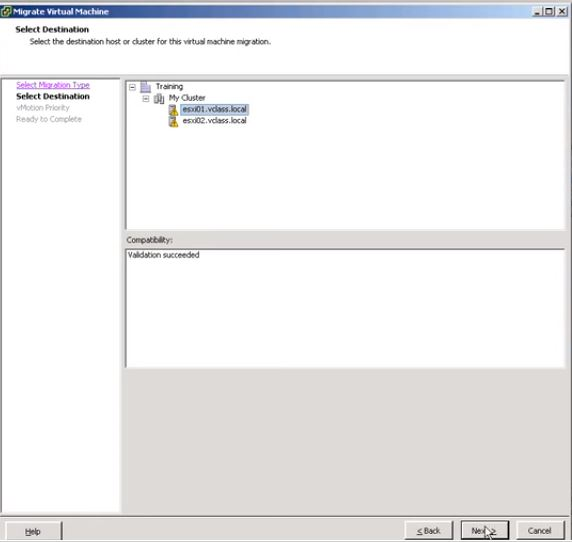 Migrate Virtual Machine
Select Destination
Select the destination host or cluster for this virtual machine migration.
Select Migration Type
Select Destination
vMotion Priority
Ready to Complete
Training
My Cluster
esxi01.vclass.local
esxi02.vclass.local
Compatibility:
Validation succeeded
Help
< Back
Next >
Cancel